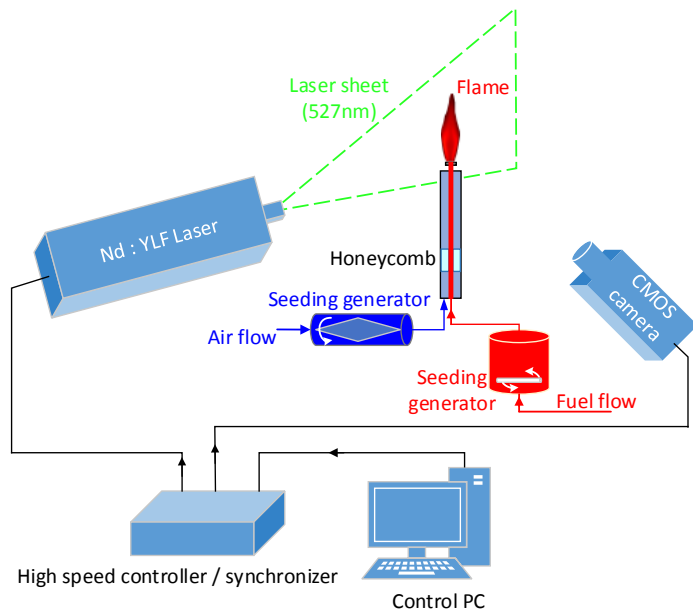 Laser sheet
(527nm)
Flame
Nd : YLF Laser
Honeycomb
CMOS
camera
Seeding generator
Air flow
Seeding
generator
Fuel flow
High speed controller / synchronizer
Control PC